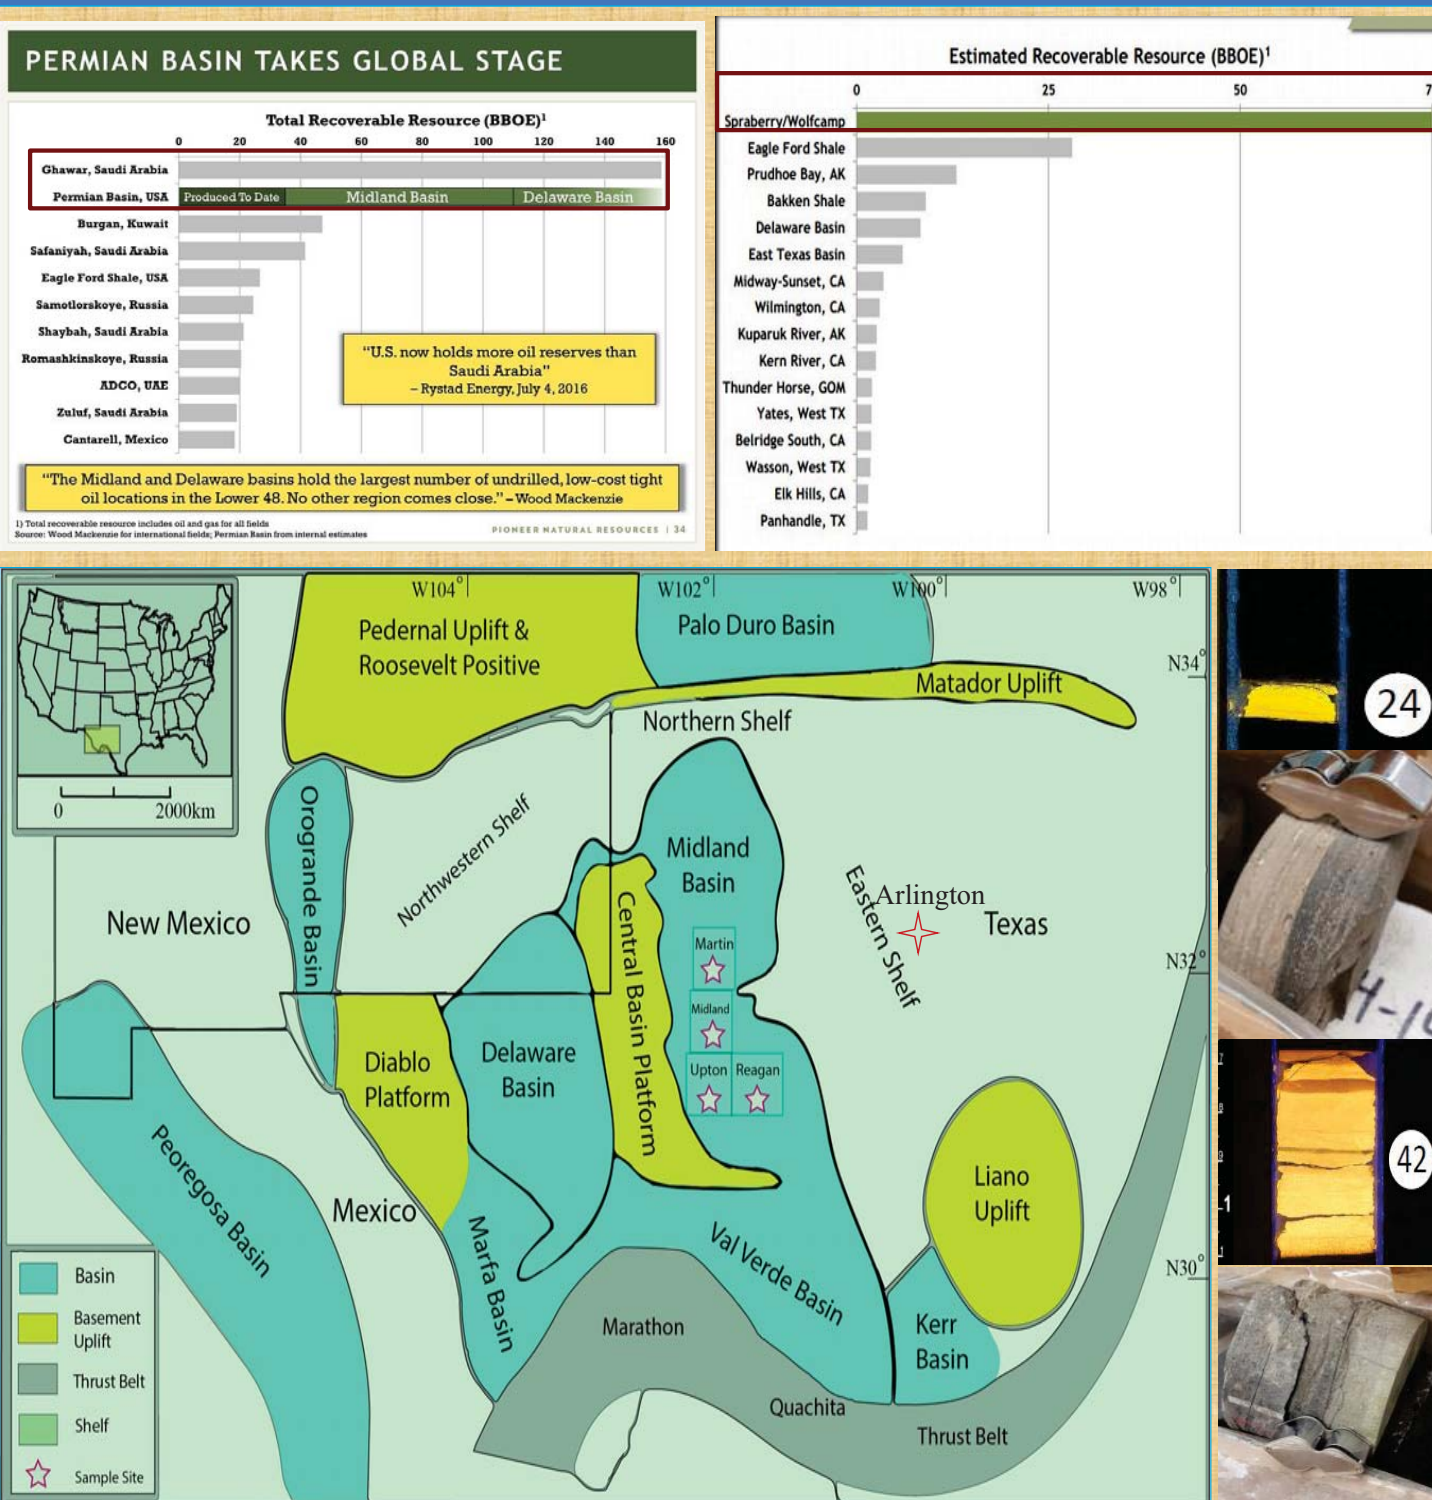 PERMIAN BASIN TAKES GLOBAL STAGE
Total Recoverable Resource (BBOE)¹
0 20 40 60 80 100 120 140 160
Ghawar, Saudi Arabia
Permian Basin, USA Produced To Date Midland Basin Delaware Basin
Burgan, Kuwait
Safaniyah, Saudi Arabia
Eagle Ford Shale, USA
Samotlorskoye, Russia
Shaybah, Saudi Arabia
Romashkinskoye, Russia
ADCO, UAE
Zuluf, Saudi Arabia
Cantarell, Mexico
“U.S. now holds more oil reserves than
Saudi Arabia”
– Rystad Energy, July 4, 2016
“The Midland and Delaware basins hold the largest number of undrilled, low-cost tight
oil locations in the Lower 48. No other region comes close.” – Wood Mackenzie
1) Total recoverable resource includes oil and gas for all fields
Source: Wood Mackenzie for international fields; Permian Basin from internal estimates
PIONEER NATURAL RESOURCES | 34
Estimated Recoverable Resource (BBOE)¹
0 25 50
Spraberry/Wolfcamp
Eagle Ford Shale
Prudhoe Bay, AK
Bakken Shale
Delaware Basin
East Texas Basin
Midway-Sunset, CA
Wilmington, CA
Kuparuk River, AK
Kern River, CA
Thunder Horse, GOM
Yates, West TX
Belridge South, CA
Wasson, West TX
Elk Hills, CA
Panhandle, TX
W104° W102° W100° W98°
Pedernal Uplift &
Roosevelt Positive
Palo Duro Basin
N34°
Matador Uplift
Northern Shelf
0 2000km
Orogrande Basin
Northwestern Shelf
Midland
Basin
Eastern Shelf
Arlington
New Mexico
Central Basin Platform
Texas
Martin
N32°
Midland
Diablo
Platform
Delaware
Basin
Upton Reagan
Peoregosa Basin
Liano
Uplift
Mexico
Marfa Basin
Val Verde Basin
N30°
Marathon
Kerr
Basin
Quachita
Thrust Belt
Basin
Basement
Uplift
Thrust Belt
Shelf
Sample Site
24
42